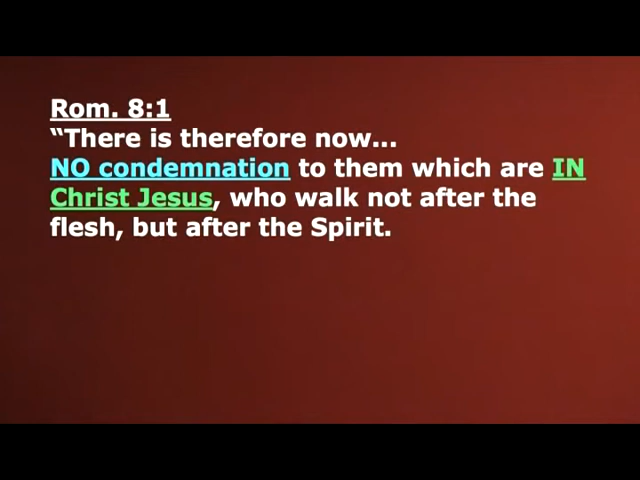 Rom. 8:1
“There is therefore now...
NO condemnation to them which are IN
Christ Jesus, who walk not after the
flesh, but after the Spirit.